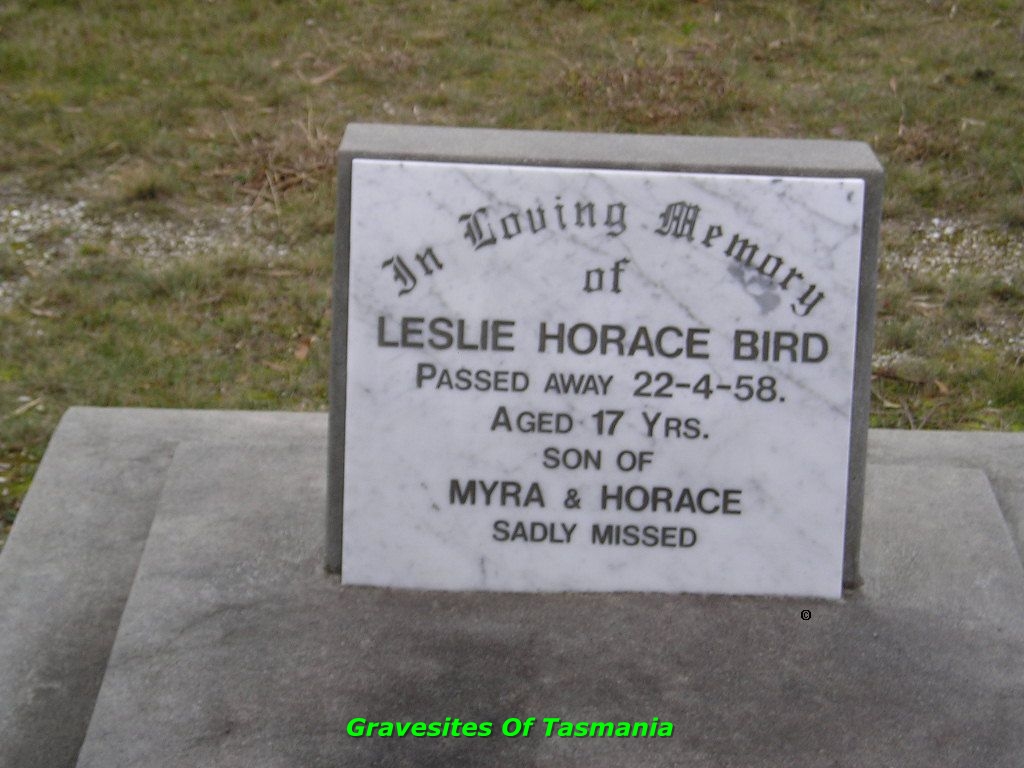 In Loving Memory
of
LESLIE HORACE BIRD
PASSED AWAY 22-4-58.
AGED 17 YRS.
SON OF
MYRA & HORACE
SADLY MISSED
©
Gravesites Of Tasmania